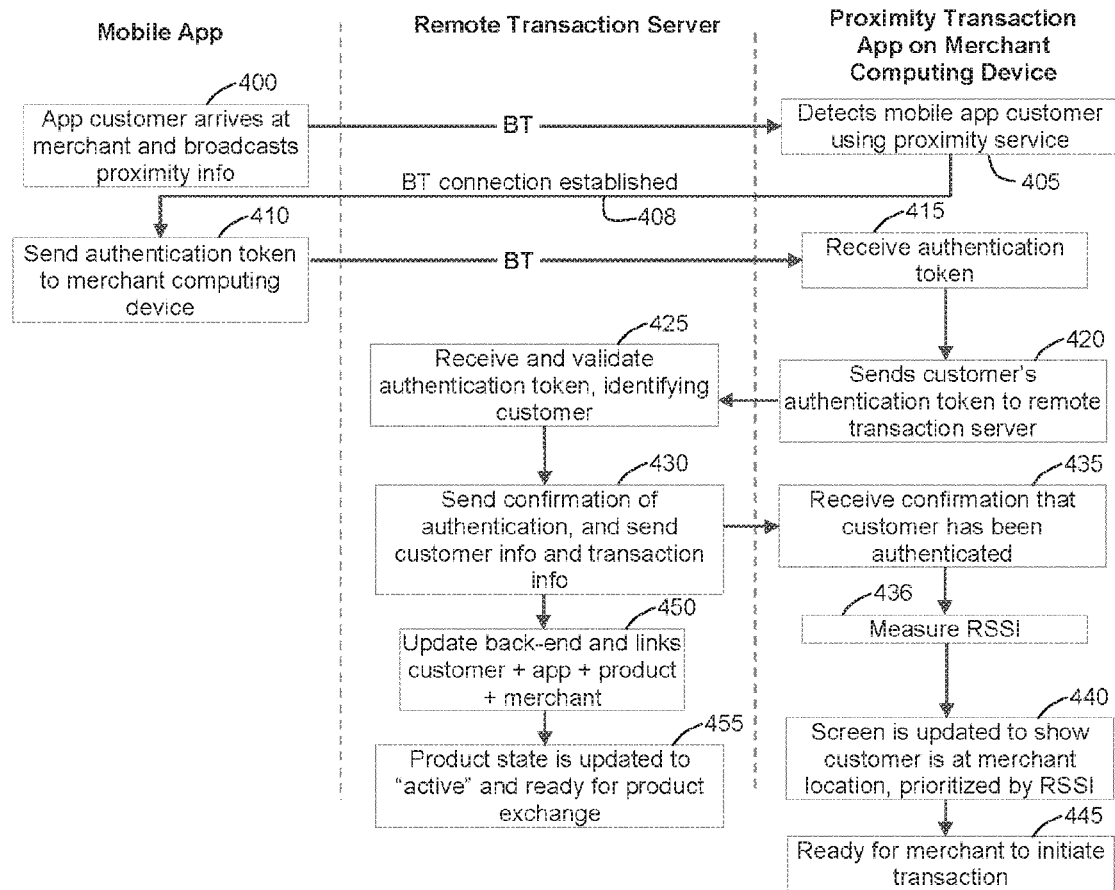 Mobile App
Remote Transaction Server
Proximity Transaction
App on Merchant
Computing Device
400
App customer arrives at
merchant and broadcasts
proximity info
BT
Detects mobile app customer
using proximity service
405
BT connection established
408
410
Send authentication token
to merchant computing
device
BT
415
Receive authentication
token
425
Receive and validate
authentication token, identifying
customer
420
Sends customer's
authentication token to remote
transaction server
430
Send confirmation of
authentication, and send
customer info and transaction
info
435
Receive confirmation that
customer has been
authenticated
436
Measure RSSI
450
Update back-end and links
customer + app + product
+ merchant
440
Screen is updated to show
customer is at merchant
location, prioritized by RSSI
455
Product state is updated to
“active” and ready for product
exchange
445
Ready for merchant to initiate
transaction